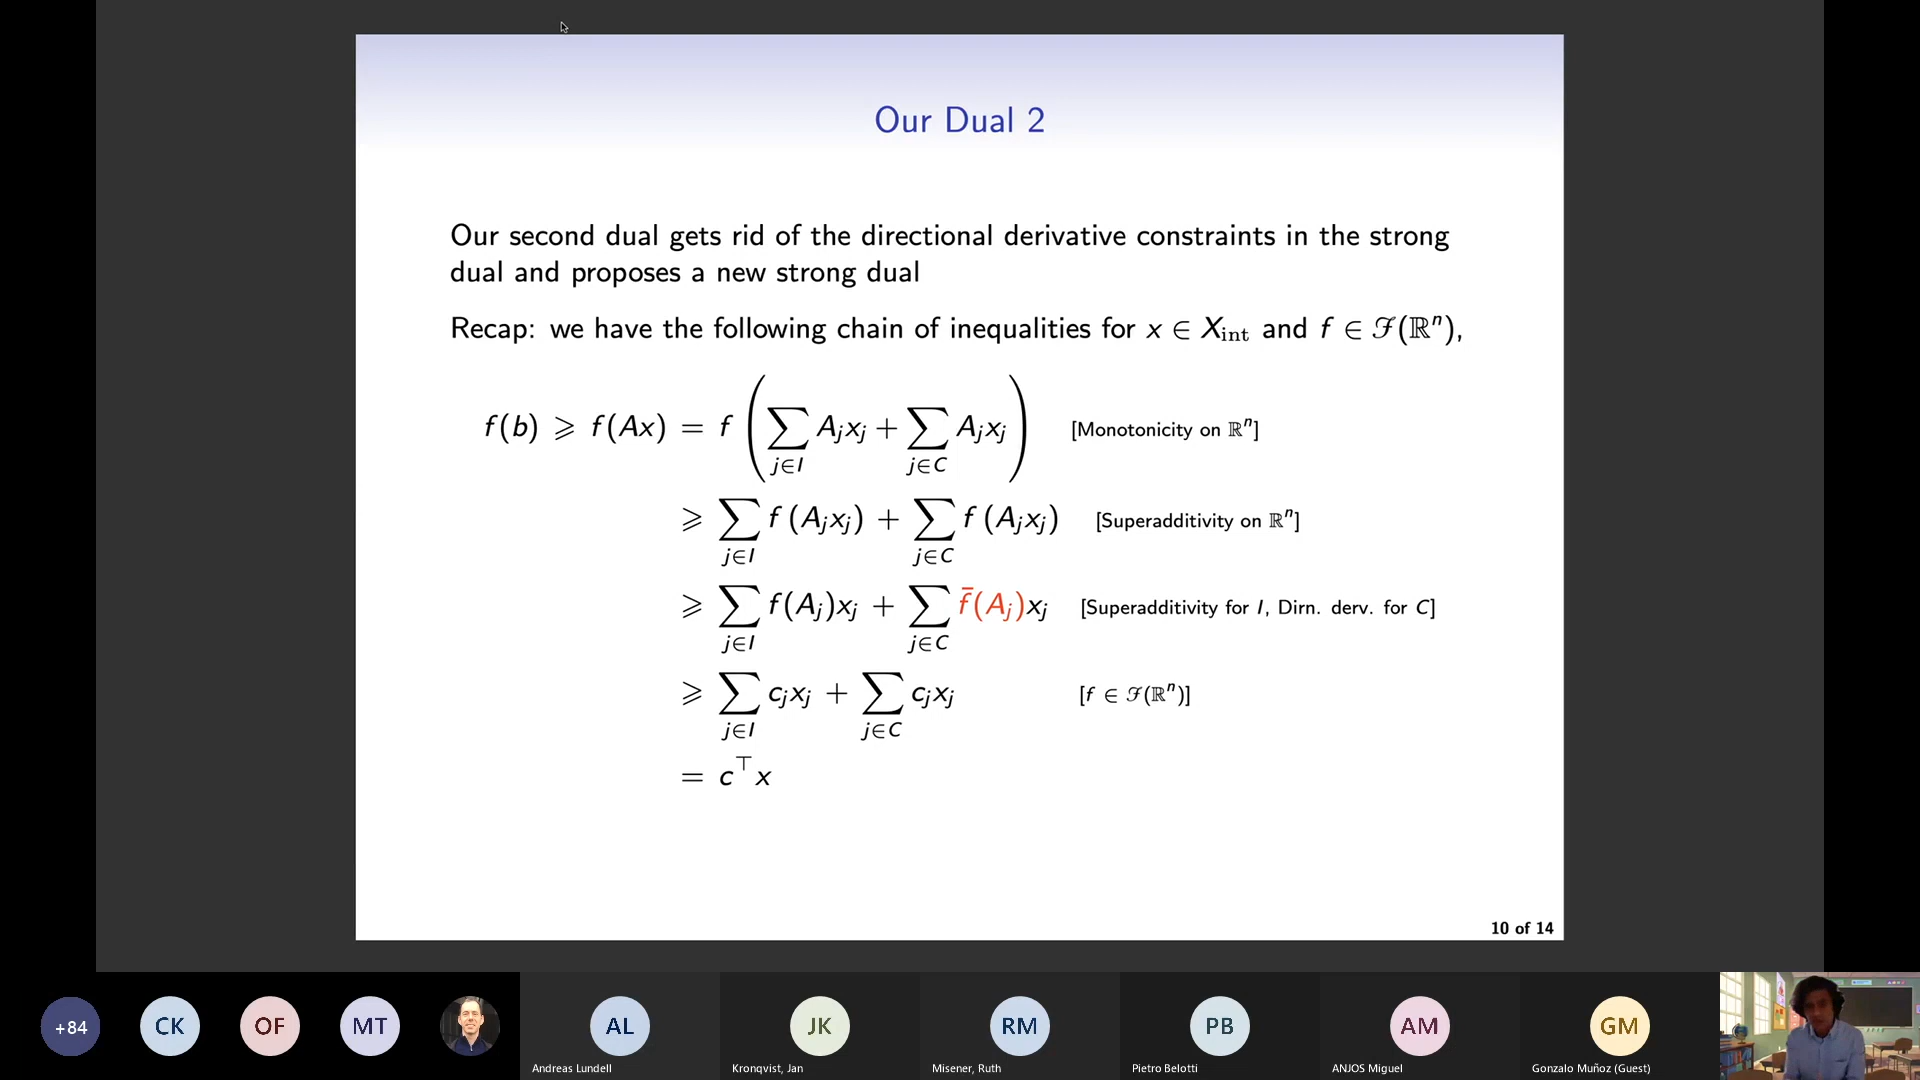 Our Dual 2
Our second dual gets rid of the directional derivative constraints in the strong
dual and proposes a new strong dual
Recap: we have the following chain of inequalities for x ∈ X_int and f ∈ ℱ(ℝⁿ),
f(b) ⩾ f(Ax) = f ( ∑_{j∈I} A_j x_j + ∑_{j∈C} A_j x_j ) [Monotonicity on ℝⁿ]
⩾ ∑_{j∈I} f (A_j x_j) + ∑_{j∈C} f (A_j x_j) [Superadditivity on ℝⁿ]
⩾ ∑_{j∈I} f(A_j)x_j + ∑_{j∈C} f̄(A_j)x_j [Superadditivity for I, Dirn. derv. for C]
⩾ ∑_{j∈I} c_j x_j + ∑_{j∈C} c_j x_j [f ∈ ℱ(ℝⁿ)]
= c^⊤ x
10 of 14
+84 CK OF MT AL JK RM PB AM GM
Andreas Lundell Kronqvist, Jan Misener, Ruth Pietro Belotti ANJOS Miguel Gonzalo Muñoz (Guest)